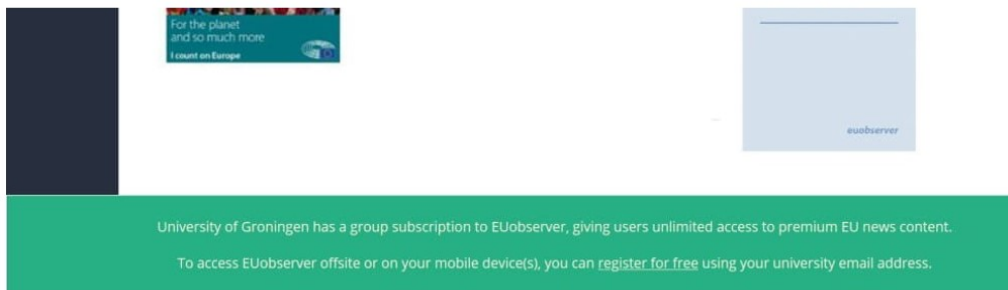 For the planet
and so much more
I count on Europe
euobserver
University of Groningen has a group subscription to EUobserver, giving users unlimited access to premium EU news content.
To access EUobserver offsite or on your mobile device(s), you can register for free using your university email address.